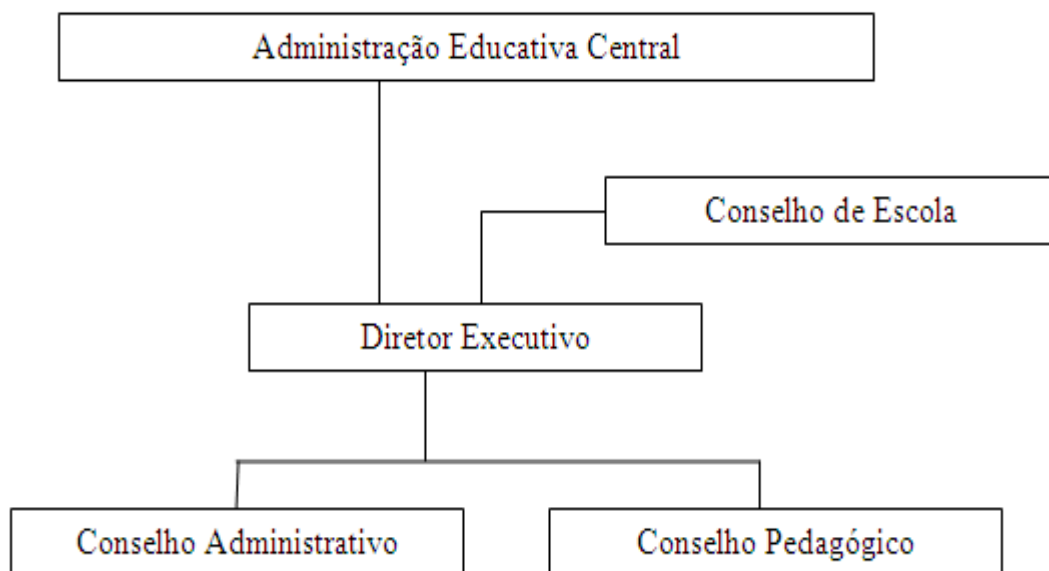 Administração Educativa Central
Conselho de Escola
Diretor Executivo
Conselho Administrativo
Conselho Pedagógico